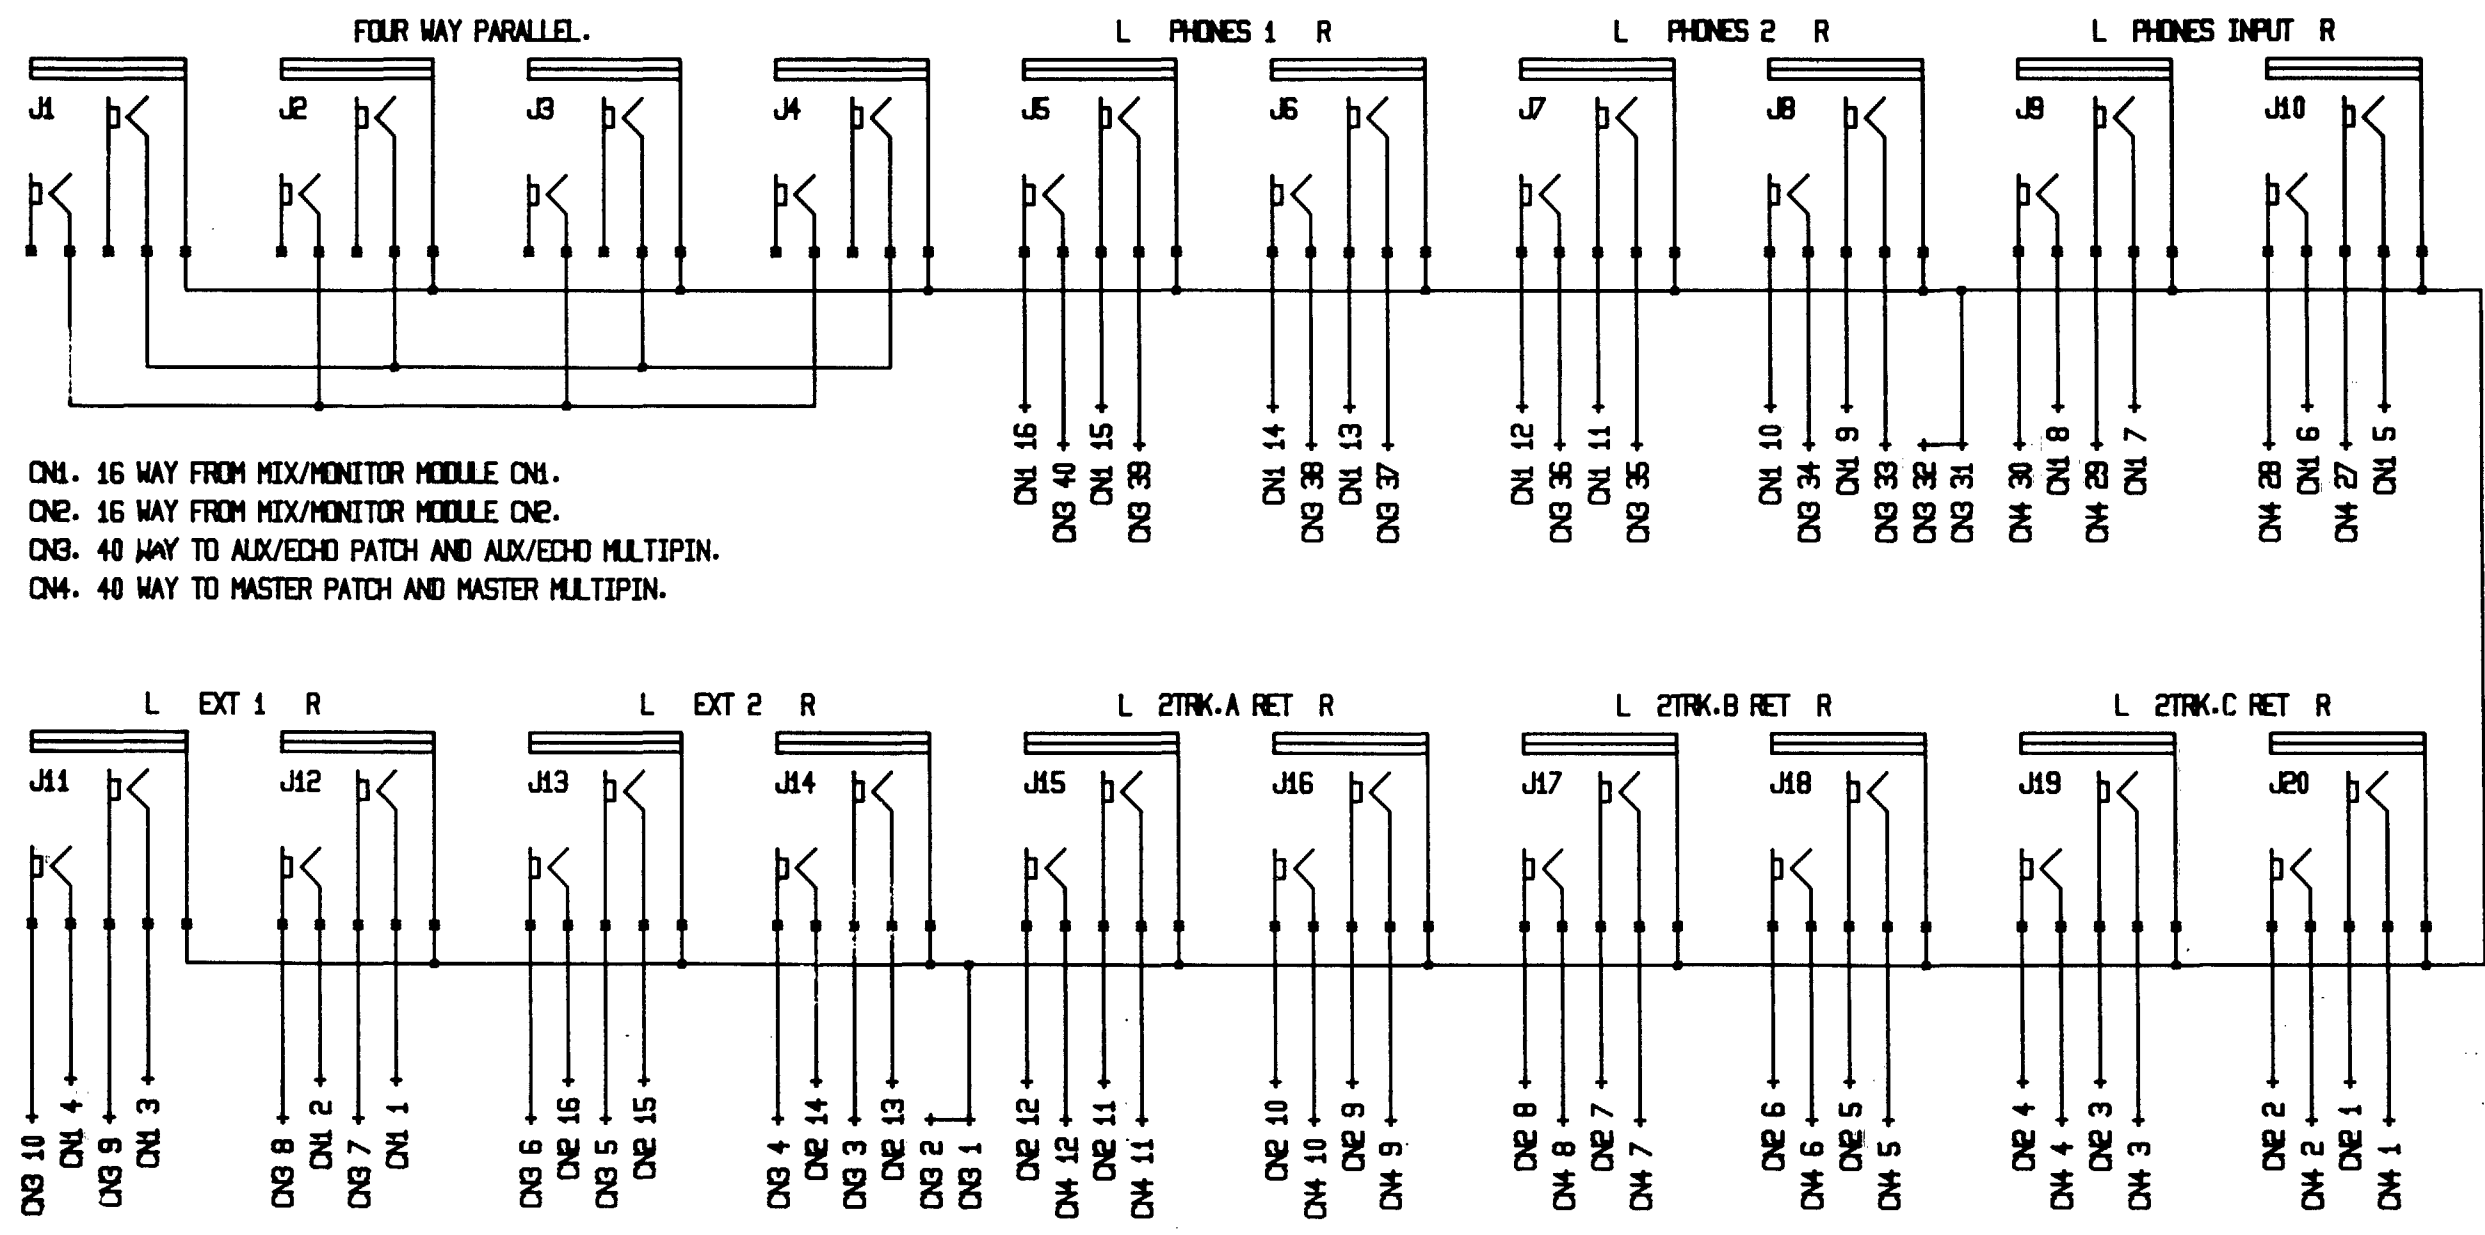 FOUR WAY PARALLEL.
L PHONES 1 R
L PHONES 2 R
L PHONES INPUT R
J1
J2
J3
J4
J5
J6
J7
J8
J9
J10
CN1 16
CN3 40
CN1 15
CN3 39
CN1 14
CN3 38
CN1 13
CN3 37
CN1 12
CN3 36
CN1 11
CN3 35
CN1 10
CN3 34
CN1 9
CN3 33
CN3 32
CN3 31
CN4 30
CN1 8
CN4 29
CN1 7
CN4 28
CN1 6
CN4 27
CN1 5
CN1. 16 WAY FROM MIX/MONITOR MODULE CN1.
CN2. 16 WAY FROM MIX/MONITOR MODULE CN2.
CN3. 40 WAY TO AUX/ECHO PATCH AND AUX/ECHO MULTIPIN.
CN4. 40 WAY TO MASTER PATCH AND MASTER MULTIPIN.
L EXT 1 R
L EXT 2 R
L 2TRK.A RET R
L 2TRK.B RET R
L 2TRK.C RET R
J11
J12
J13
J14
J15
J16
J17
J18
J19
J20
CN3 10
CN1 4
CN3 9
CN1 3
CN3 8
CN1 2
CN3 7
CN1 1
CN3 6
CN2 16
CN3 5
CN2 15
CN3 4
CN2 14
CN3 3
CN2 13
CN3 2
CN3 1
CN2 12
CN4 12
CN2 11
CN4 11
CN2 10
CN4 10
CN2 9
CN4 9
CN2 8
CN4 8
CN2 7
CN4 7
CN2 6
CN4 6
CN2 5
CN4 5
CN2 4
CN4 4
CN2 3
CN4 3
CN2 2
CN4 2
CN2 1
CN4 1